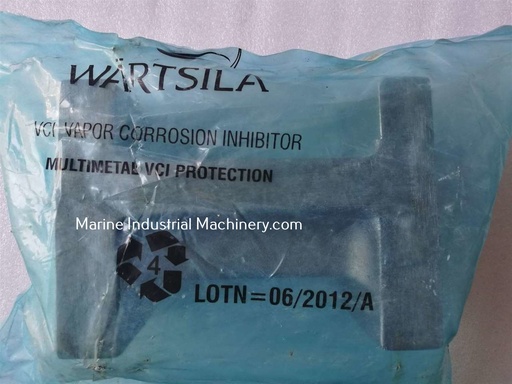 WÄRTSILÄ
VCI VAPOR CORROSION INHIBITOR
MULTIMETAL VCI PROTECTION
Marine Industrial Machinery.com
4
LOTN=06/2012/A